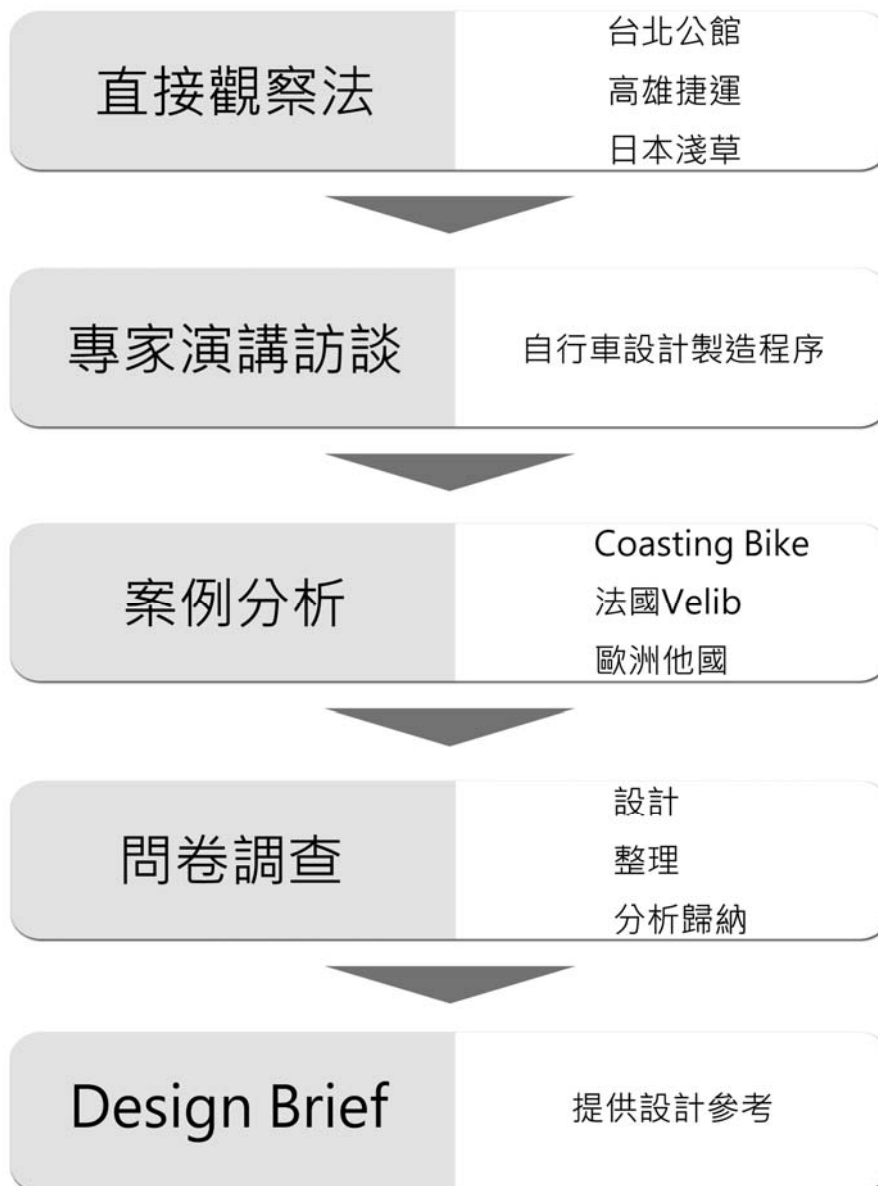 直接觀察法
台北公館
高雄捷運
日本淺草
專家演講訪談
自行車設計製造程序
案例分析
Coasting Bike
法國Velib
歐洲他國
問卷調查
設計
整理
分析歸納
Design Brief
提供設計參考